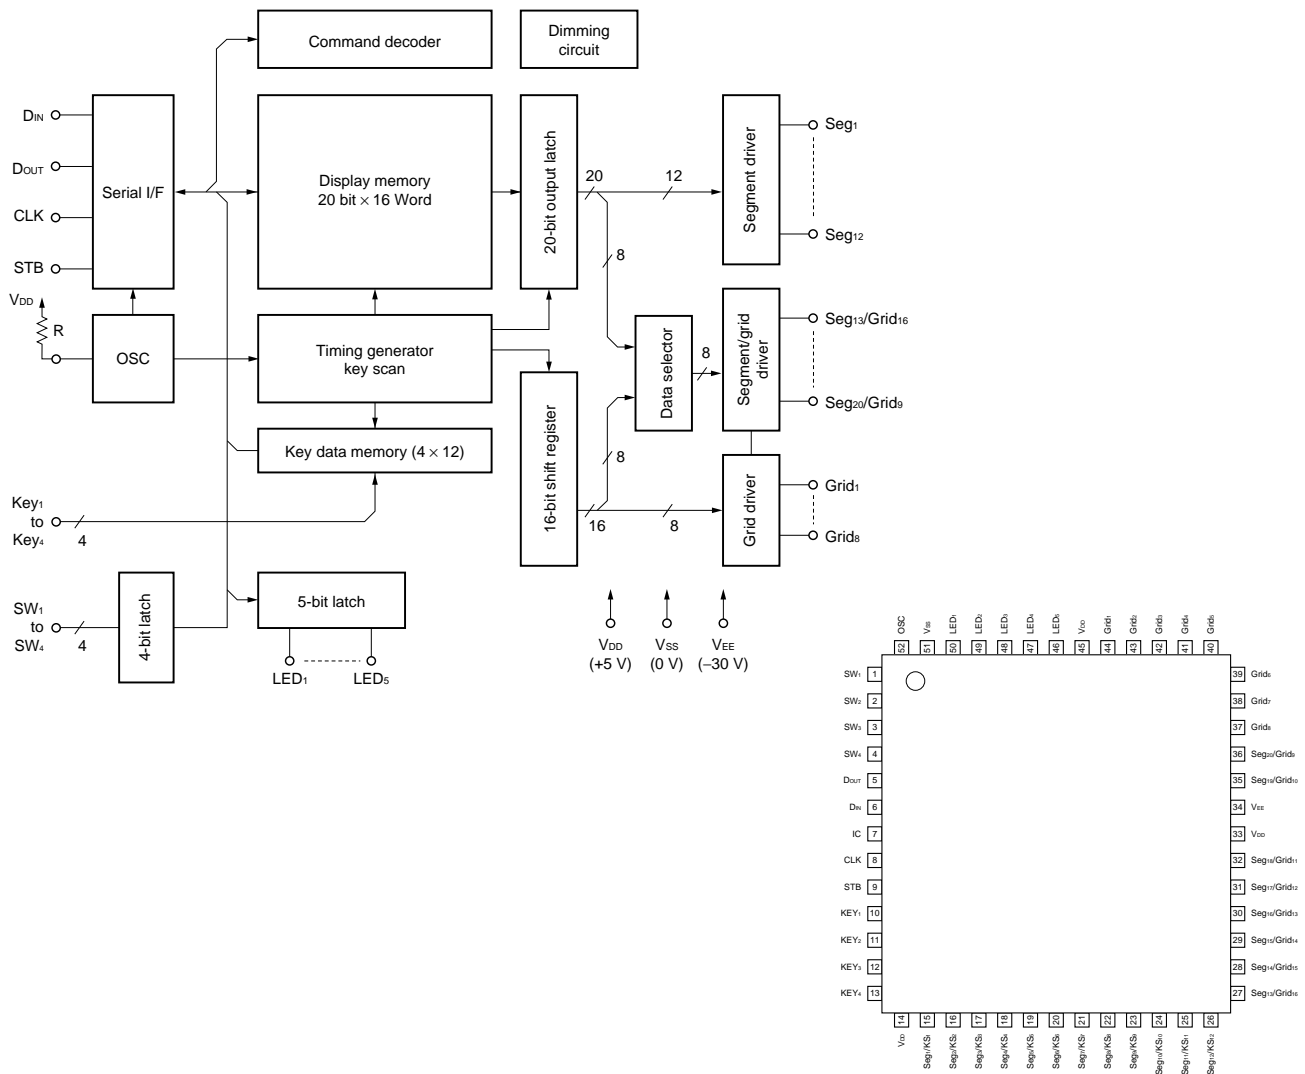 Command decoder
Dimming
circuit
DIN
DOUT
CLK
STB
Serial I/F
Display memory
20 bit × 16 Word
20-bit output latch
20
12
8
Segment driver
Seg1
Seg12
VDD
R
OSC
Timing generator
key scan
Data selector
8
Segment/grid
driver
Seg13/Grid16
Seg20/Grid9
Key data memory (4 × 12)
16-bit shift register
8
16
8
Grid driver
Grid1
Grid8
Key1
to
Key4
4
SW1
to
SW4
4
4-bit latch
5-bit latch
LED1
LED5
VDD
(+5 V)
VSS
(0 V)
VEE
(−30 V)
OSC
VSS
LED1
LED2
LED3
LED4
LED5
VDD
Grid1
Grid2
Grid3
Grid4
Grid5
52
51
50
49
48
47
46
45
44
43
42
41
40
SW1 1
SW2 2
SW3 3
SW4 4
DOUT 5
DIN 6
IC 7
CLK 8
STB 9
KEY1 10
KEY2 11
KEY3 12
KEY4 13
39 Grid6
38 Grid7
37 Grid8
36 Seg20/Grid9
35 Seg19/Grid10
34 VEE
33 VDD
32 Seg18/Grid11
31 Seg17/Grid12
30 Seg16/Grid13
29 Seg15/Grid14
28 Seg14/Grid15
27 Seg13/Grid16
14
15
16
17
18
19
20
21
22
23
24
25
26
VDD
Seg1/KS1
Seg2/KS2
Seg3/KS3
Seg4/KS4
Seg5/KS5
Seg6/KS6
Seg7/KS7
Seg8/KS8
Seg9/KS9
Seg10/KS10
Seg11/KS11
Seg12/KS12